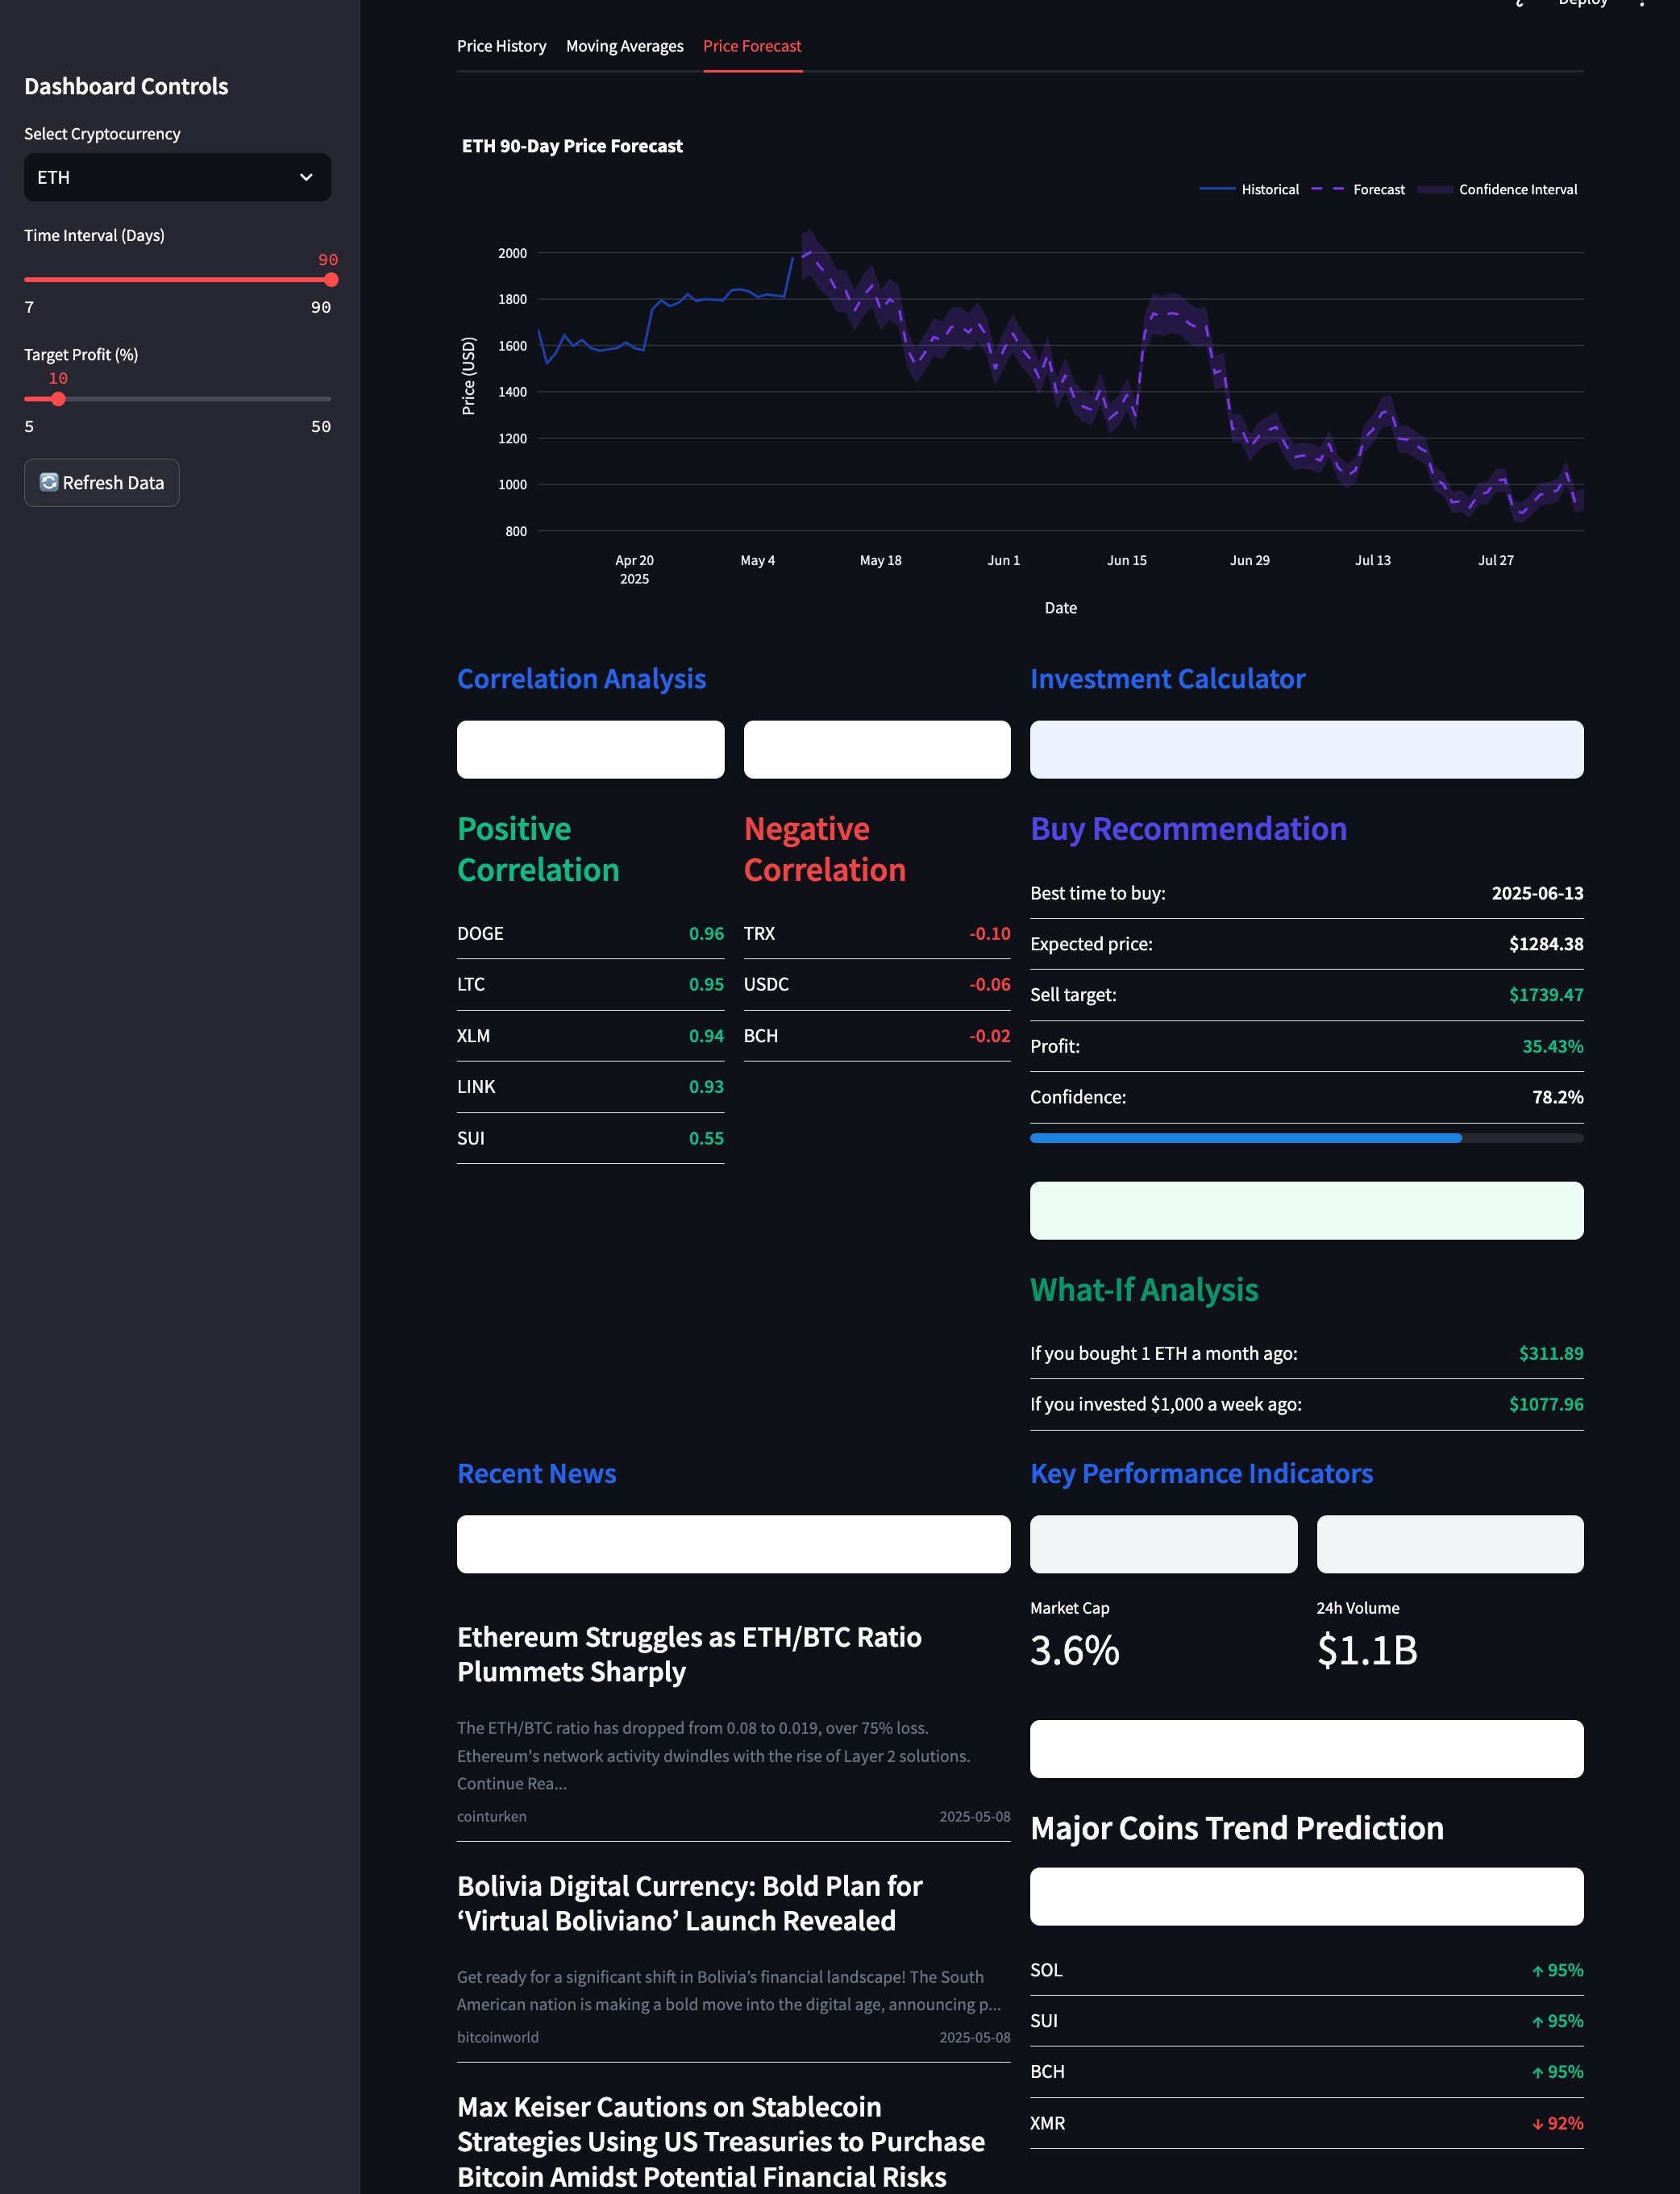 Deploy
Dashboard Controls
Select Cryptocurrency
ETH
Time Interval (Days)
90
7 90
Target Profit (%)
10
5 50
Refresh Data
Price History Moving Averages Price Forecast
ETH 90-Day Price Forecast
Historical Forecast Confidence Interval
Price (USD)
2000
1800
1600
1400
1200
1000
800
Apr 20 May 4 May 18 Jun 1 Jun 15 Jun 29 Jul 13 Jul 27
2025
Date
Correlation Analysis
Positive
Correlation
DOGE 0.96
LTC 0.95
XLM 0.94
LINK 0.93
SUI 0.55
Negative
Correlation
TRX -0.10
USDC -0.06
BCH -0.02
Investment Calculator
Buy Recommendation
Best time to buy: 2025-06-13
Expected price: $1284.38
Sell target: $1739.47
Profit: 35.43%
Confidence: 78.2%
What-If Analysis
If you bought 1 ETH a month ago: $311.89
If you invested $1,000 a week ago: $1077.96
Recent News
Ethereum Struggles as ETH/BTC Ratio
Plummets Sharply
The ETH/BTC ratio has dropped from 0.08 to 0.019, over 75% loss.
Ethereum's network activity dwindles with the rise of Layer 2 solutions.
Continue Rea...
cointurken 2025-05-08
Bolivia Digital Currency: Bold Plan for
‘Virtual Boliviano’ Launch Revealed
Get ready for a significant shift in Bolivia’s financial landscape! The South
American nation is making a bold move into the digital age, announcing p...
bitcoinworld 2025-05-08
Max Keiser Cautions on Stablecoin
Strategies Using US Treasuries to Purchase
Bitcoin Amidst Potential Financial Risks
Key Performance Indicators
Market Cap
3.6%
24h Volume
$1.1B
Major Coins Trend Prediction
SOL ↑ 95%
SUI ↑ 95%
BCH ↑ 95%
XMR ↓ 92%